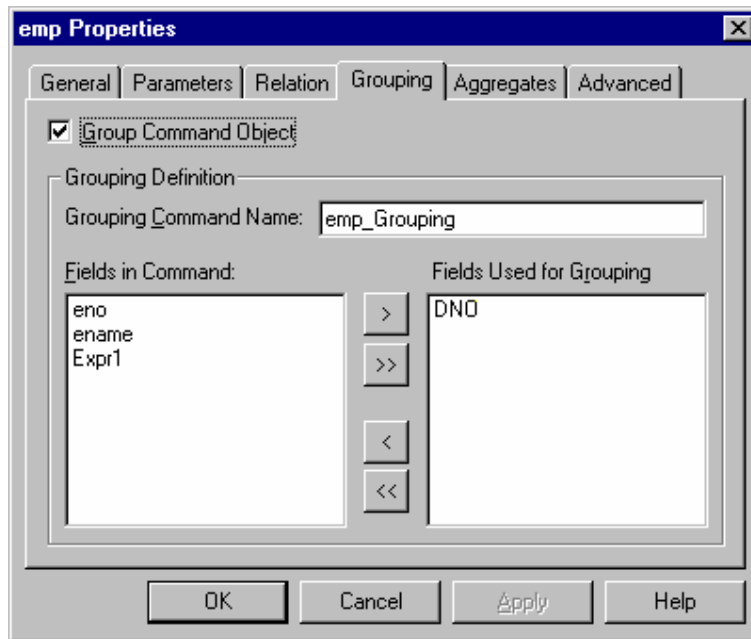 emp Properties
General Parameters Relation Grouping Aggregates Advanced
Group Command Object
Grouping Definition
Grouping Command Name: emp_Grouping
Fields in Command: Fields Used for Grouping
eno DNO
ename
Expr1
>
>>
<
<<
OK Cancel Apply Help